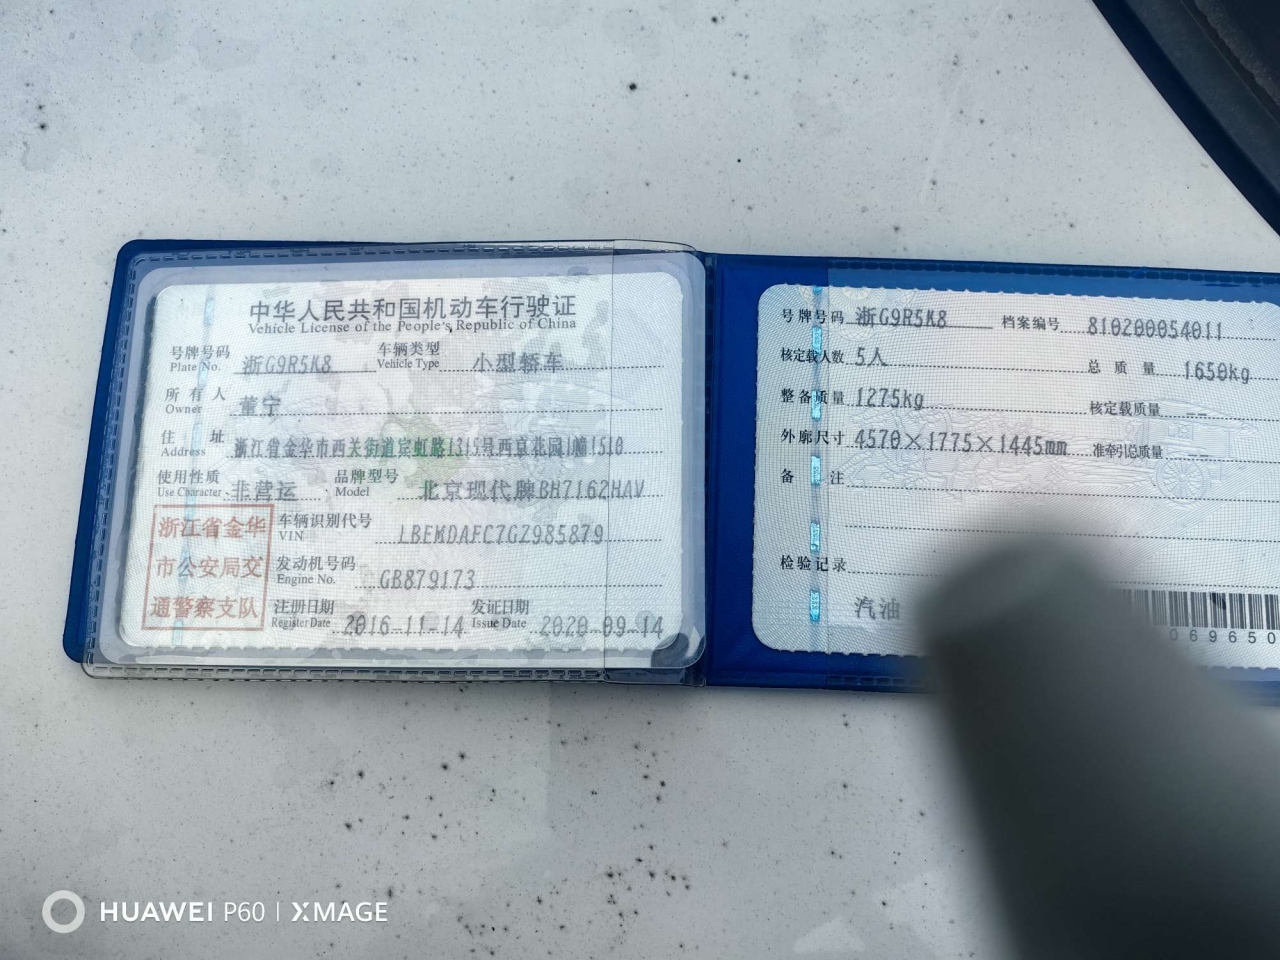 中华人民共和国机动车行驶证
Vehicle License of the People's Republic of China
号牌号码 浙G9R5K8 车辆类型 小型轿车
Plate No. Vehicle Type
所有人 董宁
Owner
住址 浙江省金华市西关街道宾虹路1315号西京花园1幢1510
Address
使用性质 非营运 品牌型号 北京现代牌BH7162HAV
Use Character Model
浙江省金华
市公安局交
通警察支队
车辆识别代号 LBEMDAFC7GZ985879
VIN
发动机号码 GB879173
Engine No.
注册日期 2016-11-14 发证日期 2020-09-14
Register Date Issue Date
号牌号码 浙G9R5K8 档案编号 810200054011
核定载人数 5人 总质量 1650kg
整备质量 1275kg 核定载质量 --
外廓尺寸 4570×1775×1445mm 准牵引总质量 --
备注
检验记录
汽油
069650
HUAWEI P60 | XMAGE